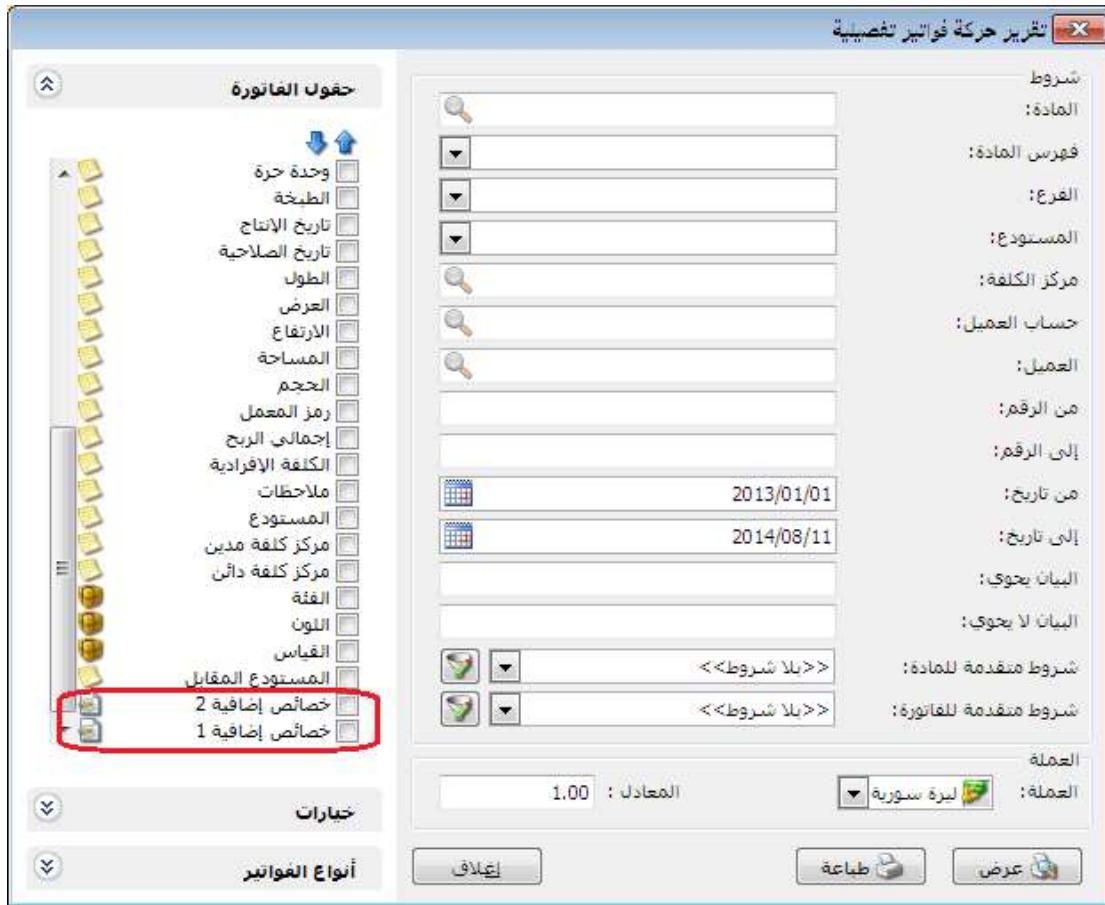 تقرير حركة فواتير تفصيلية
شروط
المادة:
فهرس المادة:
الفرع:
المستودع:
مركز الكلفة:
حساب العميل:
العميل:
من الرقم:
إلى الرقم:
من تاريخ: 2013/01/01
إلى تاريخ: 2014/08/11
البيان يحوي:
البيان لا يحوي:
شروط متقدمة للمادة: <<بلا شروط>>
شروط متقدمة للفاتورة: <<بلا شروط>>
العملة
العملة: ليرة سورية المعادل : 1.00
عرض طباعة إغلاق
حقول الفاتورة
وحدة حرة
الطبخة
تاريخ الإنتاج
تاريخ الصلاحية
الطول
العرض
الارتفاع
المساحة
الحجم
رمز المعمل
إجمالي الربح
الكلفة الإفرادية
ملاحظات
المستودع
مركز كلفة مدين
مركز كلفة دائن
الفئة
اللون
القياس
المستودع المقابل
خصائص إضافية 2
خصائص إضافية 1
خيارات
أنواع الفواتير